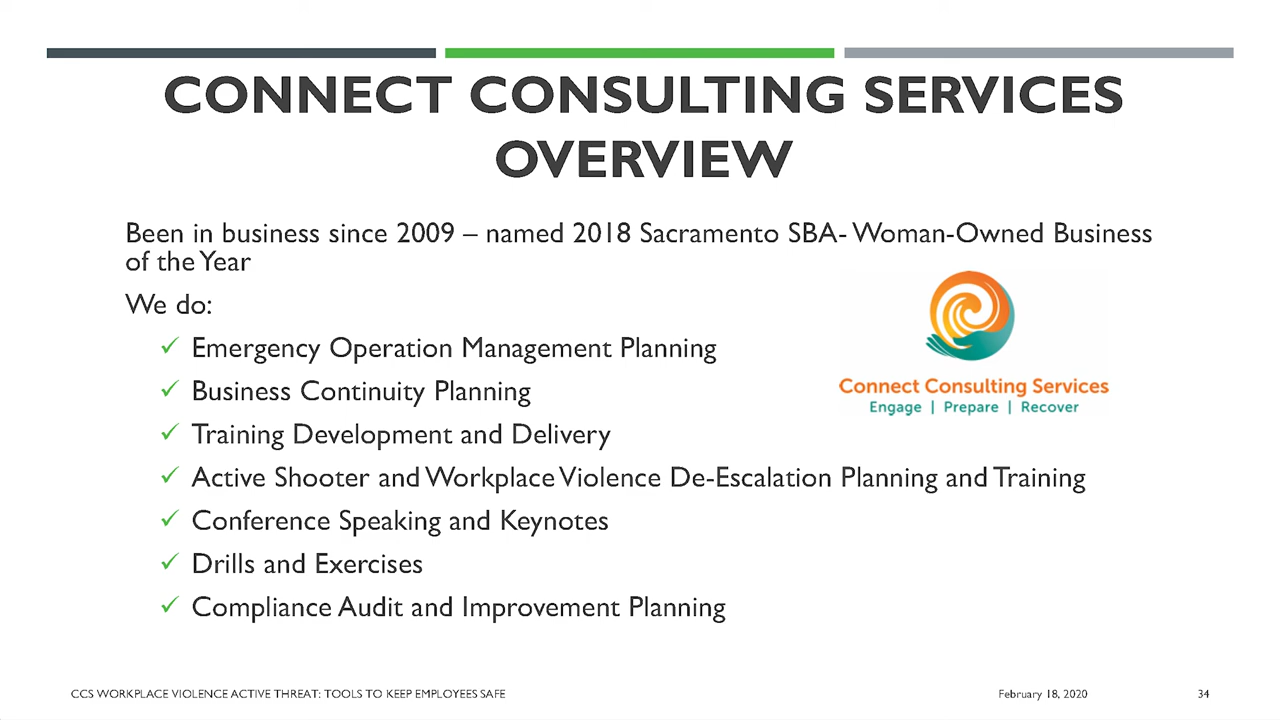 CONNECT CONSULTING SERVICES
OVERVIEW
Been in business since 2009 – named 2018 Sacramento SBA- Woman-Owned Business
of the Year
We do:
✓ Emergency Operation Management Planning
✓ Business Continuity Planning
✓ Training Development and Delivery
✓ Active Shooter and Workplace Violence De-Escalation Planning and Training
✓ Conference Speaking and Keynotes
✓ Drills and Exercises
✓ Compliance Audit and Improvement Planning
Connect Consulting Services
Engage | Prepare | Recover
CCS WORKPLACE VIOLENCE ACTIVE THREAT: TOOLS TO KEEP EMPLOYEES SAFE
February 18, 2020
34